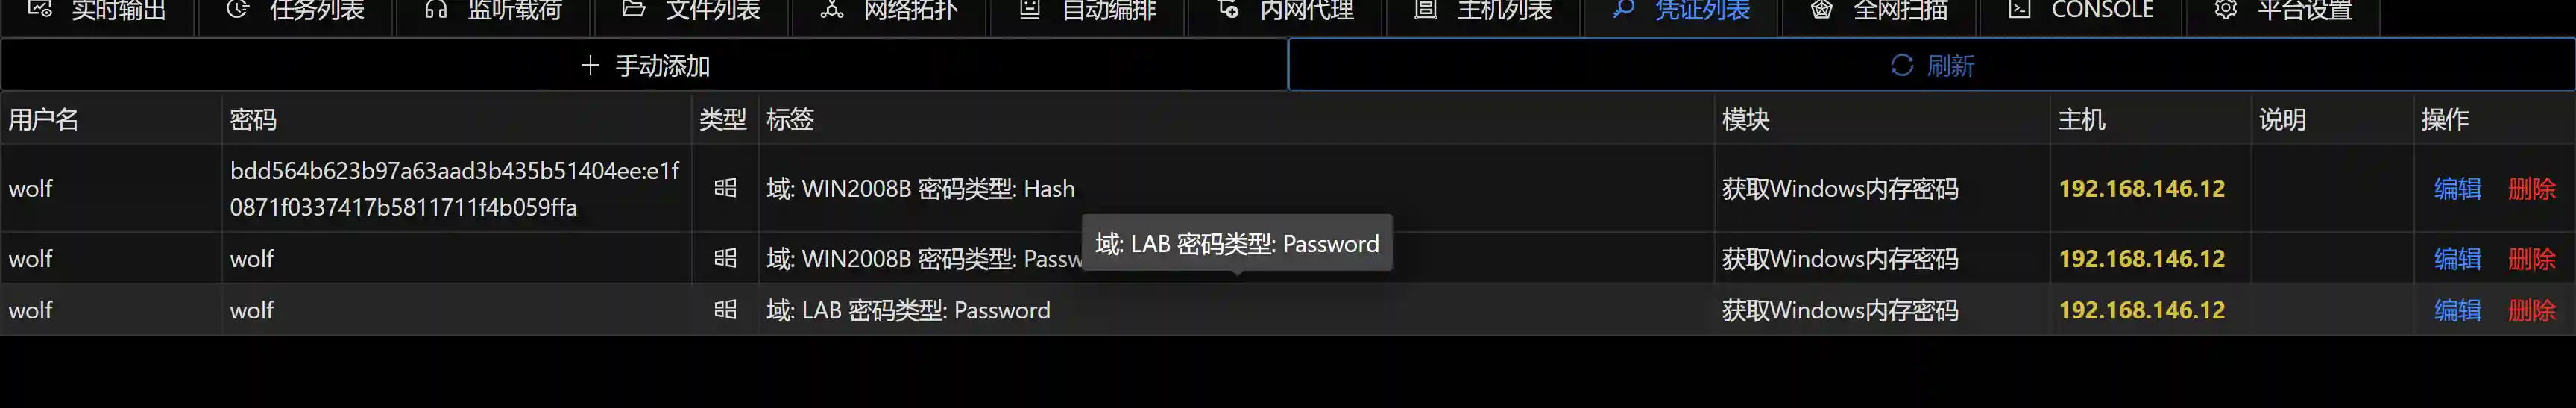 实时输出 任务列表 监听载荷 文件列表 网络拓扑 自动编排 内网代理 主机列表 凭证列表 全网扫描 CONSOLE 平台设置
手动添加 刷新
用户名 密码 类型 标签 模块 主机 说明 操作
bdd564b623b97a63aad3b435b51404ee:e1f
wolf 域: WIN2008B 密码类型: Hash 获取Windows内存密码 192.168.146.12 编辑 删除
0871f0337417b5811711f4b059ffa
域: LAB 密码类型: Password
wolf wolf 域: WIN2008B 密码类型: Passw 获取Windows内存密码 192.168.146.12 编辑 删除
wolf wolf 域: LAB 密码类型: Password 获取Windows内存密码 192.168.146.12 编辑 删除